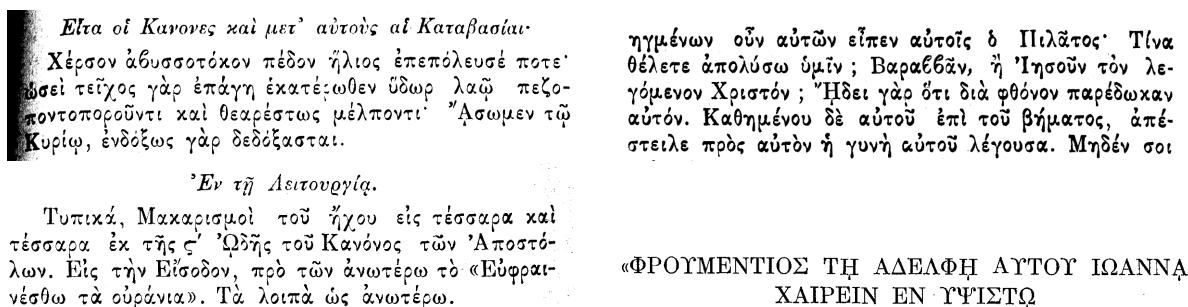 Εἶτα οἱ Κανονες καὶ μετ' αὐτοὺς αἱ Καταβασίαι·
Χέρσον ἀβυσσοτόκον πέδον ἥλιος ἐπεπόλευσέ ποτε·
ὡσεὶ τεῖχος γὰρ ἐπάγη ἑκατέρωθεν ὕδωρ λαῷ πεζο-
ποντοποροῦντι καὶ θεαρέστως μέλποντι· Ἄσωμεν τῷ
Κυρίῳ, ἐνδόξως γὰρ δεδόξασται.
Ἐν τῇ Λειτουργίᾳ.
Τυπικά, Μακαρισμοὶ τοῦ ἤχου εἰς τέσσαρα καὶ
τέσσαρα ἐκ τῆς ς′ Ὠδῆς τοῦ Κανόνος τῶν Ἀποστό-
λων. Εἰς τὴν Εἴσοδον, πρὸ τῶν ἀνωτέρω τὸ «Εὐφραι-
νέσθω τὰ οὐράνια». Τὰ λοιπὰ ὡς ἀνωτέρω.
ηγμένων οὖν αὐτῶν εἶπεν αὐτοῖς ὁ Πιλᾶτος· Τίνα
θέλετε ἀπολύσω ὑμῖν ; Βαραββᾶν, ἢ Ἰησοῦν τὸν λε-
γόμενον Χριστόν ; Ἤδει γὰρ ὅτι διὰ φθόνον παρέδωκαν
αὐτόν. Καθημένου δὲ αὐτοῦ ἐπὶ τοῦ βήματος, ἀπέ-
στειλε πρὸς αὐτὸν ἡ γυνὴ αὐτοῦ λέγουσα. Μηδέν σοι
«ΦΡΟΥΜΕΝΤΙΟΣ Τῌ ΑΔΕΛΦῌ ΑΥΤΟΥ ΙΩΑΝΝᾼ
ΧΑΙΡΕΙΝ ΕΝ ΥΨΙΣΤῼ